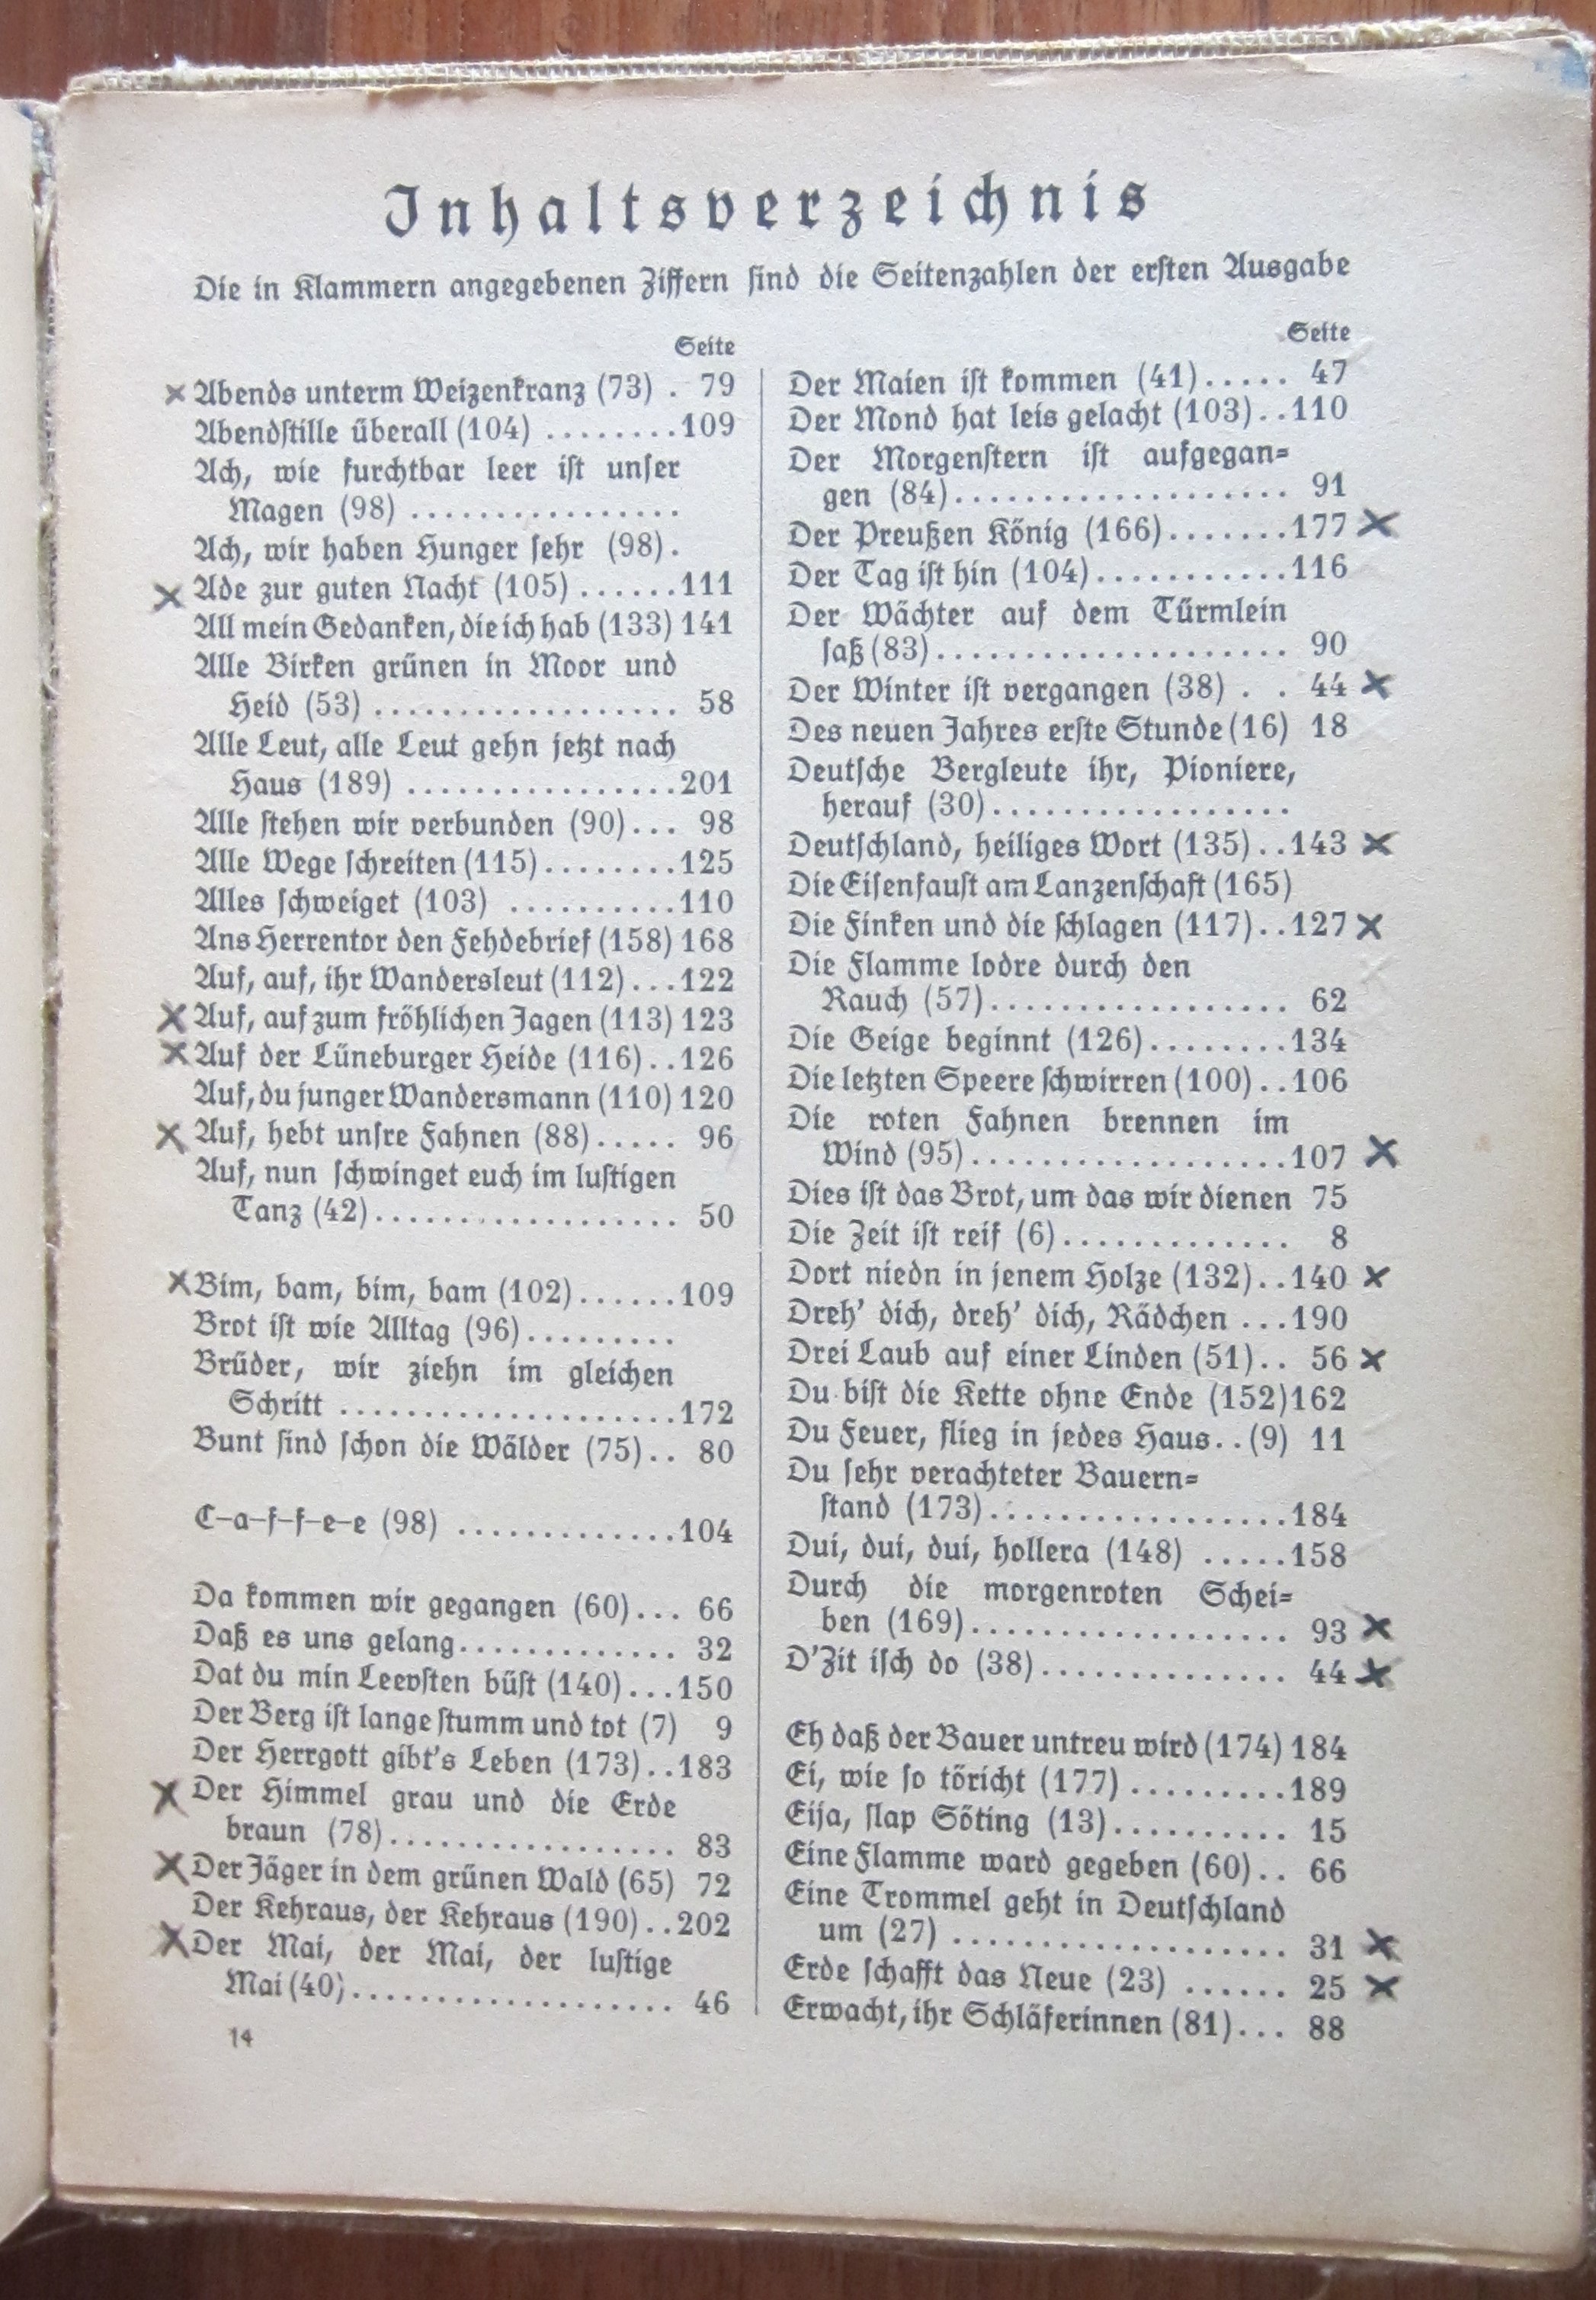 Inhaltsverzeichnis
Die in Klammern angegebenen Ziffern sind die Seitenzahlen der ersten Ausgabe
Seite
Abends unterm Weizenkranz (73) . 79
Abendstille überall (104) ........109
Ach, wie furchtbar leer ist unser
Magen (98) ................
Ach, wir haben Hunger sehr (98).
Ade zur guten Nacht (105) ......111
All mein Gedanken, die ich hab (133) 141
Alle Birken grünen in Moor und
Heid (53) .................. 58
Alle Leut, alle Leut gehn jetzt nach
Haus (189) ................201
Alle stehen wir verbunden (90)... 98
Alle Wege schreiten (115)........125
Alles schweiget (103) ..........110
Ans Herrentor den Fehdebrief (158) 168
Auf, auf, ihr Wandersleut (112)...122
Auf, auf zum fröhlichen Jagen (113) 123
Auf der Lüneburger Heide (116)..126
Auf, du junger Wandersmann (110) 120
Auf, hebt unsre Fahnen (88)..... 96
Auf, nun schwinget euch im lustigen
Tanz (42).................. 50
Bim, bam, bim, bam (102)......109
Brot ist wie Alltag (96).........
Brüder, wir ziehn im gleichen
Schritt ....................172
Bunt sind schon die Wälder (75).. 80
C-a-f-f-e-e (98) .............104
Da kommen wir gegangen (60)... 66
Daß es uns gelang............. 32
Dat du min Leevsten büst (140)...150
Der Berg ist lange stumm und tot (7) 9
Der Herrgott gibt's Leben (173)..183
Der Himmel grau und die Erde
braun (78)................. 83
Der Jäger in dem grünen Wald (65) 72
Der Kehraus, der Kehraus (190)..202
Der Mai, der Mai, der lustige
Mai (40)................... 46
14
Seite
Der Maien ist kommen (41)..... 47
Der Mond hat leis gelacht (103)..110
Der Morgenstern ist aufgegan=
gen (84).................... 91
Der Preußen König (166).......177
Der Tag ist hin (104)...........116
Der Wächter auf dem Türmlein
saß (83)..................... 90
Der Winter ist vergangen (38) . . 44
Des neuen Jahres erste Stunde (16) 18
Deutsche Bergleute ihr, Pioniere,
herauf (30)..................
Deutschland, heiliges Wort (135)..143
Die Eisenfaust am Lanzenschaft (165)
Die Finken und die schlagen (117)..127
Die Flamme lodre durch den
Rauch (57).................. 62
Die Geige beginnt (126)........134
Die letzten Speere schwirren (100)..106
Die roten Fahnen brennen im
Wind (95)...................107
Dies ist das Brot, um das wir dienen 75
Die Zeit ist reif (6).............. 8
Dort niedn in jenem Holze (132)..140
Dreh' dich, dreh' dich, Rädchen ...190
Drei Laub auf einer Linden (51).. 56
Du bist die Kette ohne Ende (152) 162
Du Feuer, flieg in jedes Haus..(9) 11
Du sehr verachteter Bauern=
stand (173)..................184
Dui, dui, dui, hollera (148) .....158
Durch die morgenroten Schei=
ben (169)................... 93
D'Zit isch do (38)............... 44
Eh daß der Bauer untreu wird (174) 184
Ei, wie so töricht (177) .........189
Eija, slap Söting (13).......... 15
Eine Flamme ward gegeben (60).. 66
Eine Trommel geht in Deutschland
um (27) .................... 31
Erde schafft das Neue (23) ...... 25
Erwacht, ihr Schläferinnen (81)... 88